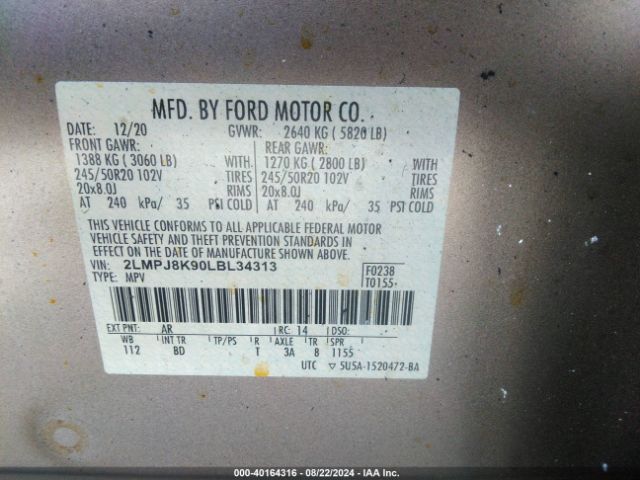 MFD. BY FORD MOTOR CO.
DATE: 12/20 GVWR: 2640 KG ( 5820 LB)
FRONT GAWR: REAR GAWR:
1388 KG ( 3060 LB) WITH 1270 KG ( 2800 LB) WITH
245/50R20 102V TIRES 245/50R20 102V TIRES
20x8.0J RIMS 20x8.0J RIMS
AT 240 kPa/ 35 PSI COLD AT 240 kPa/ 35 PSI COLD
THIS VEHICLE CONFORMS TO ALL APPLICABLE FEDERAL MOTOR
VEHICLE SAFETY AND THEFT PREVENTION STANDARDS IN
EFFECT ON THE DATE OF MANUFACTURE SHOWN ABOVE.
VIN: 2LMPJ8K90LBL34313 F0238
TYPE: MPV T0155
EXT PNT: AR RC: 14 DSO:
WB INT TR TP/PS R AXLE TR SPR
112 BD T 3A 8 1155
UTC ▽ 5U5A-1520472-BA
000-40164316 - 08/22/2024 - IAA Inc.